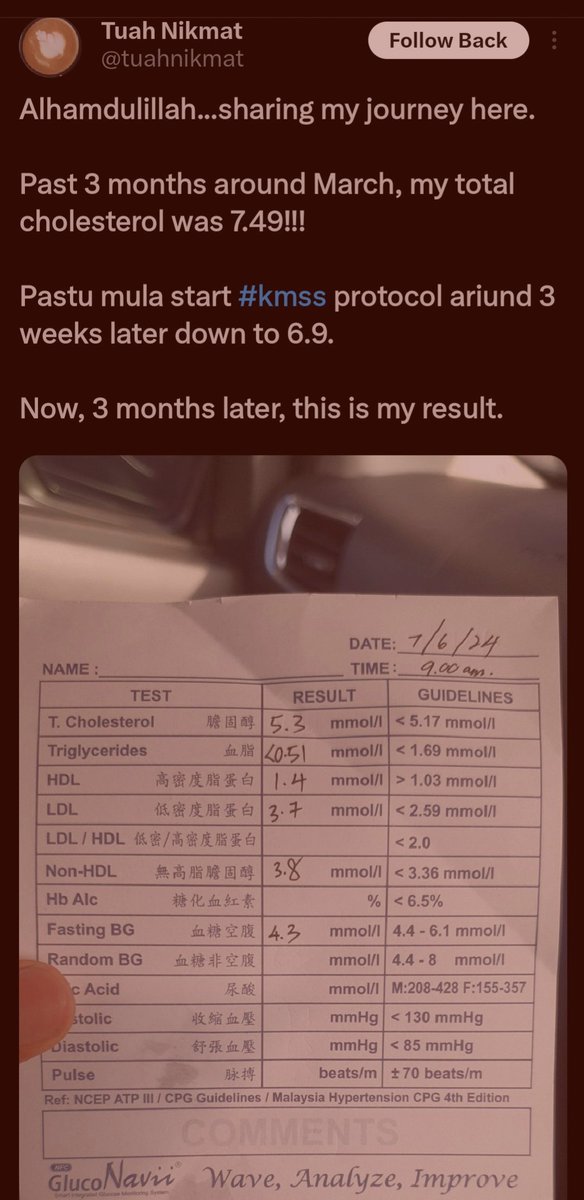 Tuah Nikmat
@tuahnikmat
Follow Back
Alhamdulillah...sharing my journey here.
Past 3 months around March, my total
cholesterol was 7.49!!!
Pastu mula start #kmss protocol ariund 3
weeks later down to 6.9.
Now, 3 months later, this is my result.
DATE: 7/6/24
NAME : TIME: 9.00 am.
TEST RESULT GUIDELINES
T. Cholesterol 膽固醇 5.3 mmol/l < 5.17 mmol/l
Triglycerides 血脂 <0.51 mmol/l < 1.69 mmol/l
HDL 高密度脂蛋白 1.4 mmol/l > 1.03 mmol/l
LDL 低密度脂蛋白 3.7 mmol/l < 2.59 mmol/l
LDL / HDL 低密/高密度脂蛋白 < 2.0
Non-HDL 無高脂膽固醇 3.8 mmol/l < 3.36 mmol/l
Hb Alc 糖化血紅素 % < 6.5%
Fasting BG 血糖空腹 4.3 mmol/l 4.4 - 6.1 mmol/l
Random BG 血糖非空腹 mmol/l 4.4 - 8 mmol/l
c Acid 尿酸 mmol/l M:208-428 F:155-357
stolic 收縮血壓 mmHg < 130 mmHg
Diastolic 舒張血壓 mmHg < 85 mmHg
Pulse 脉搏 beats/m ±70 beats/m
Ref: NCEP ATP III / CPG Guidelines / Malaysia Hypertension CPG 4th Edition
COMMENTS
NFC
GlucoNavii® Wave, Analyze, Improve
Smart Integrated Glucose Monitoring System